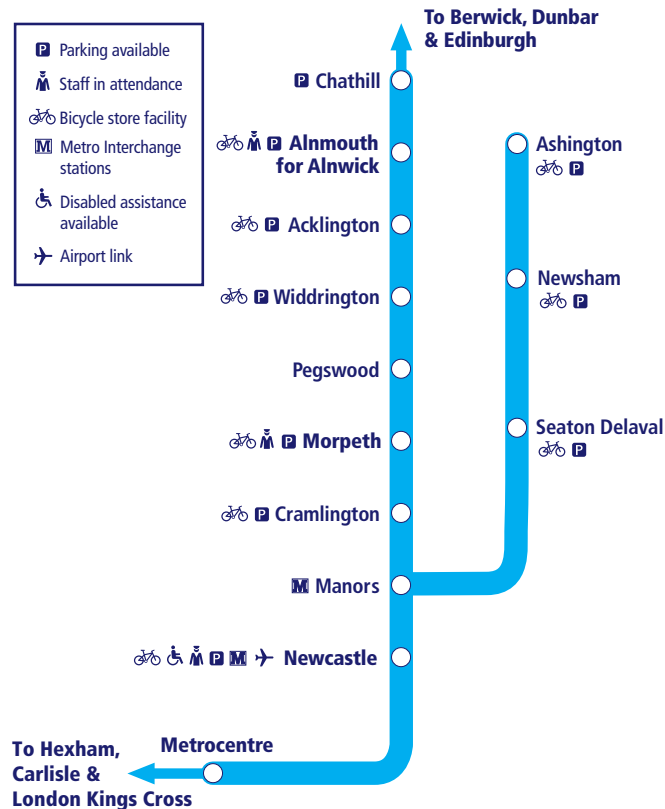 To Berwick, Dunbar
& Edinburgh
P Parking available
Staff in attendance
Bicycle store facility
M Metro Interchange
stations
Disabled assistance
available
Airport link
P Chathill
P Alnmouth
for Alnwick
P Acklington
P Widdrington
Pegswood
P Morpeth
P Cramlington
M Manors
P M Newcastle
Ashington
P
Newsham
P
Seaton Delaval
P
Metrocentre
To Hexham,
Carlisle &
London Kings Cross